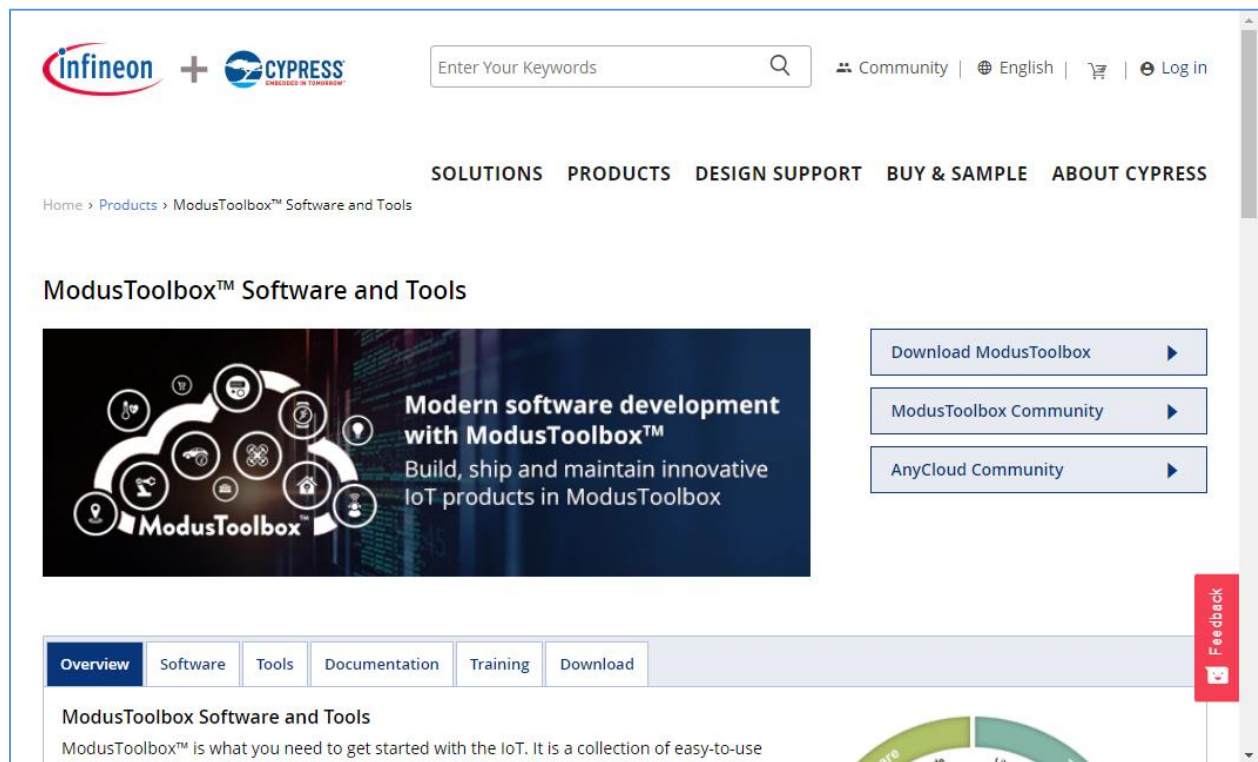 infineon + CYPRESS
EMBEDDED IN TOMORROW™
Enter Your Keywords
Community | English | | Log in
SOLUTIONS PRODUCTS DESIGN SUPPORT BUY & SAMPLE ABOUT CYPRESS
Home › Products › ModusToolbox™ Software and Tools
ModusToolbox™ Software and Tools
ModusToolbox™
Modern software development
with ModusToolbox™
Build, ship and maintain innovative
IoT products in ModusToolbox
Download ModusToolbox
ModusToolbox Community
AnyCloud Community
Feedback
Overview Software Tools Documentation Training Download
ModusToolbox Software and Tools
ModusToolbox™ is what you need to get started with the IoT. It is a collection of easy-to-use